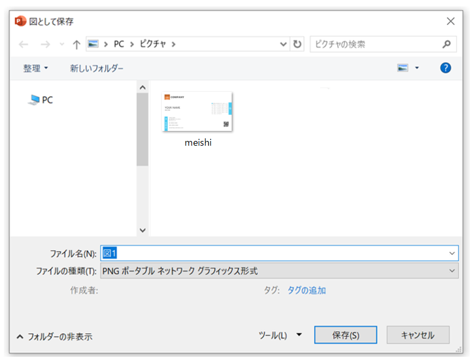 図として保存
PC › ピクチャ
ピクチャの検索
整理
新しいフォルダー
PC
meishi
ファイル名(N):
図1
ファイルの種類(T):
PNG ポータブル ネットワーク グラフィックス形式
作成者:
タグ:
タグの追加
フォルダーの非表示
ツール(L)
保存(S)
キャンセル